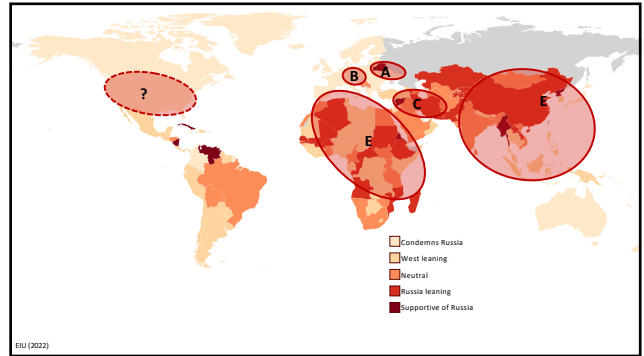 ?
B
A
C
E
E
Condemns Russia
West leaning
Neutral
Russia leaning
Supportive of Russia
EIU (2022)